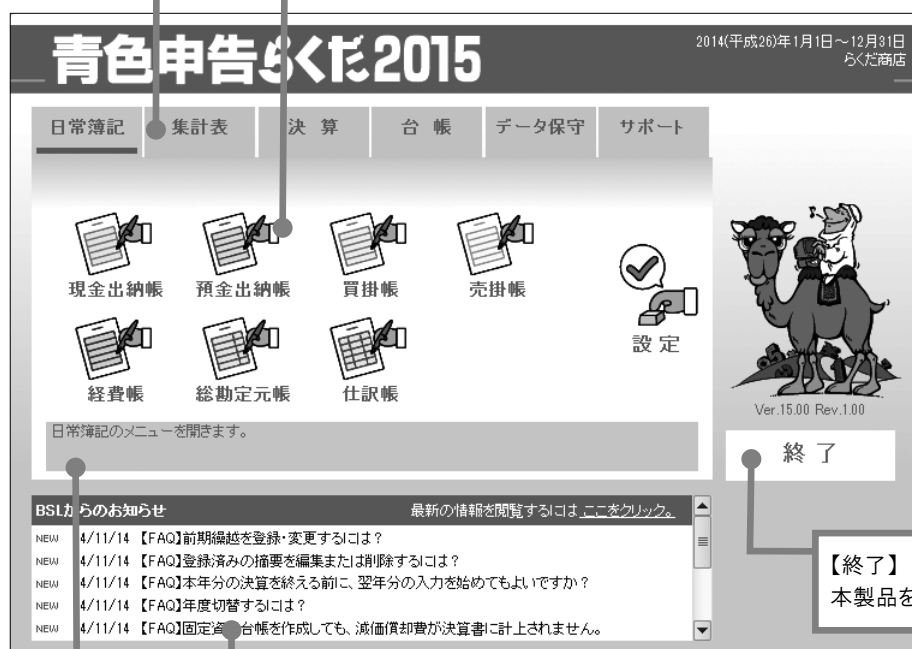 青色申告らくだ2015
2014(平成26)年1月1日～12月31日
らくだ商店
日常簿記 集計表 決 算 台 帳 データ保守 サポート
現金出納帳 預金出納帳 買掛帳 売掛帳
設 定
経費帳 総勘定元帳 仕訳帳
日常簿記のメニューを開きます。
Ver.15.00 Rev.1.00
終 了
BSLからのお知らせ 最新の情報を閲覧するにはここをクリック。
NEW 4/11/14 【FAQ】前期繰越を登録・変更するには？
NEW 4/11/14 【FAQ】登録済みの摘要を編集または削除するには？
NEW 4/11/14 【FAQ】本年分の決算を終える前に、翌年分の入力を始めてもよいですか？
NEW 4/11/14 【FAQ】年度切替するには？
NEW 4/11/14 【FAQ】固定資産台帳を作成しても、減価償却費が決算書に計上されません。
【終了】
本製品を